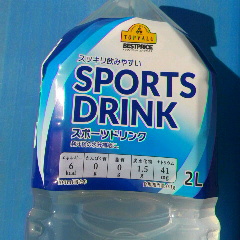 TOPVALU
BESTPRICE
スッキリ飲みやすい
SPORTS
DRINK
スポーツドリンク
2L
エネルギー たんぱく質 脂質 炭水化物 ナトリウム
6 0 0 1.5 41
kcal g g g mg